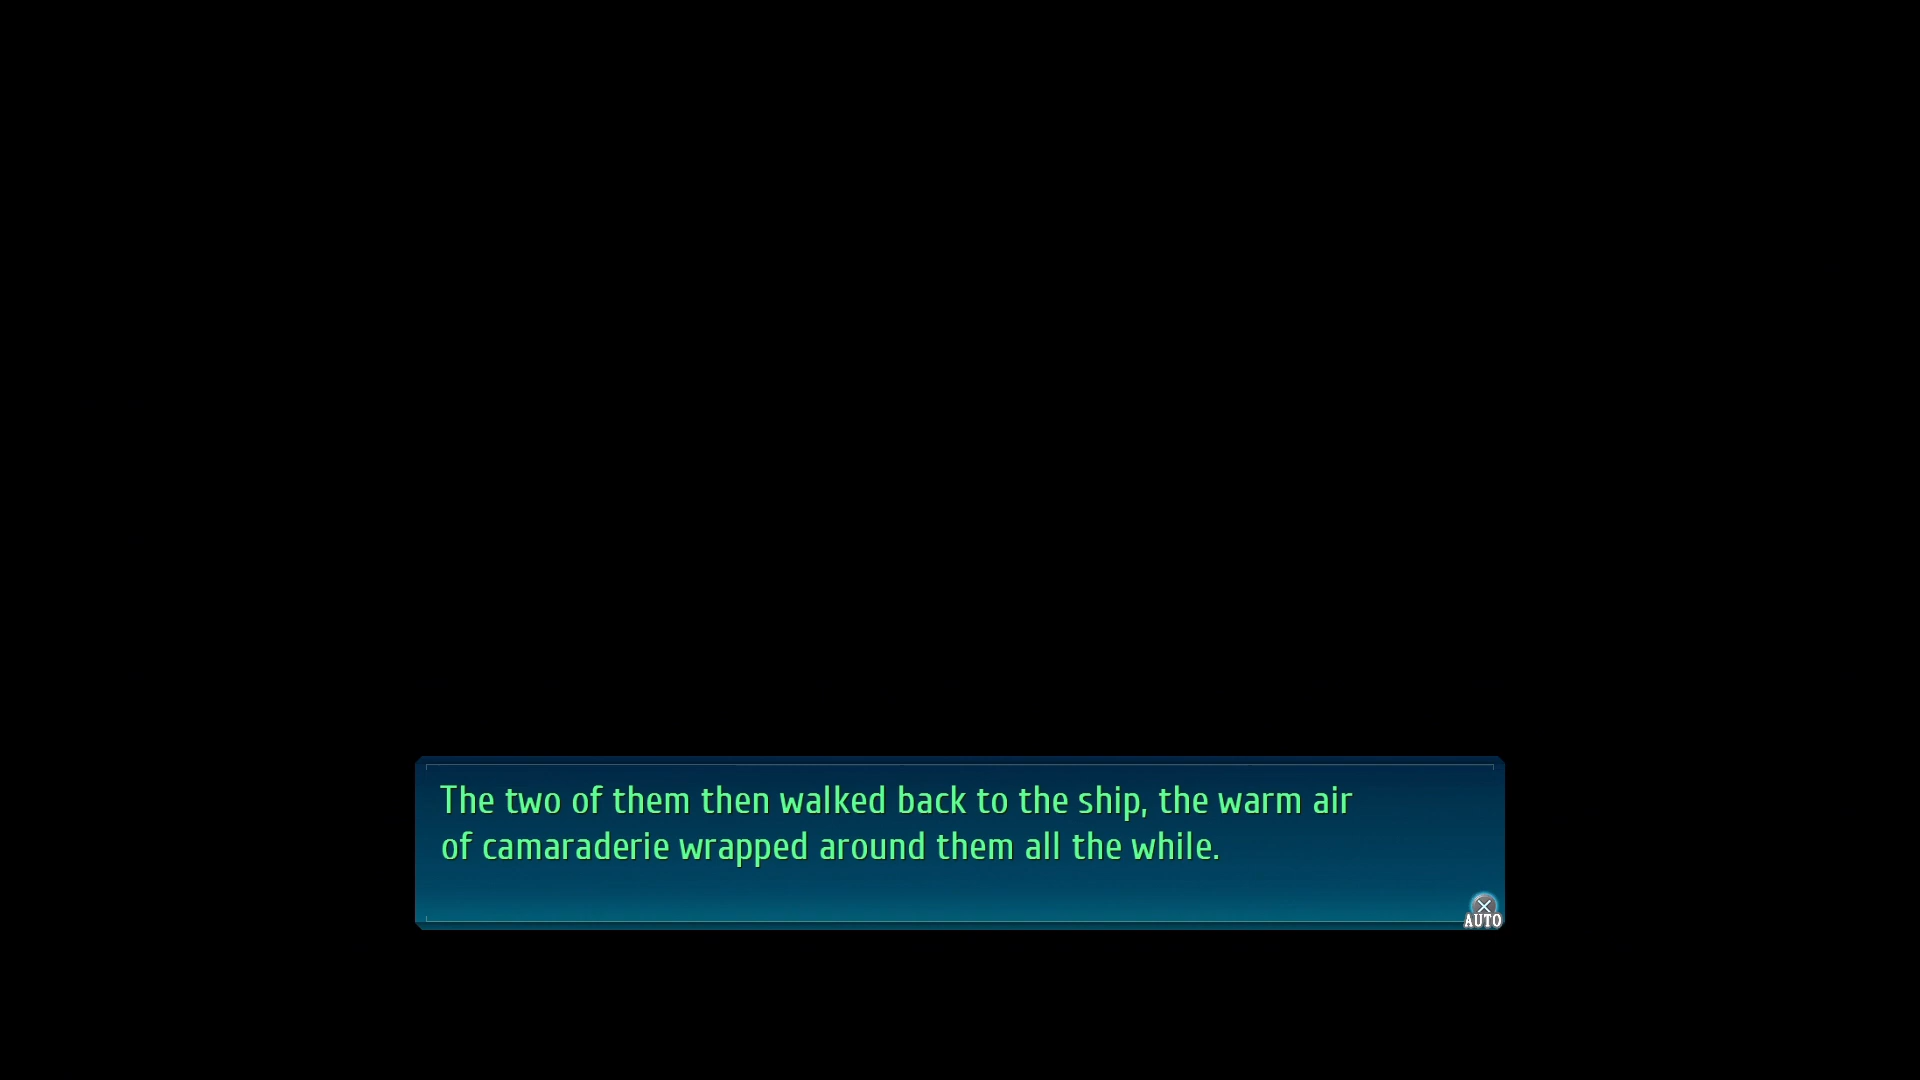 The two of them then walked back to the ship, the warm air
of camaraderie wrapped around them all the while.
AUTO